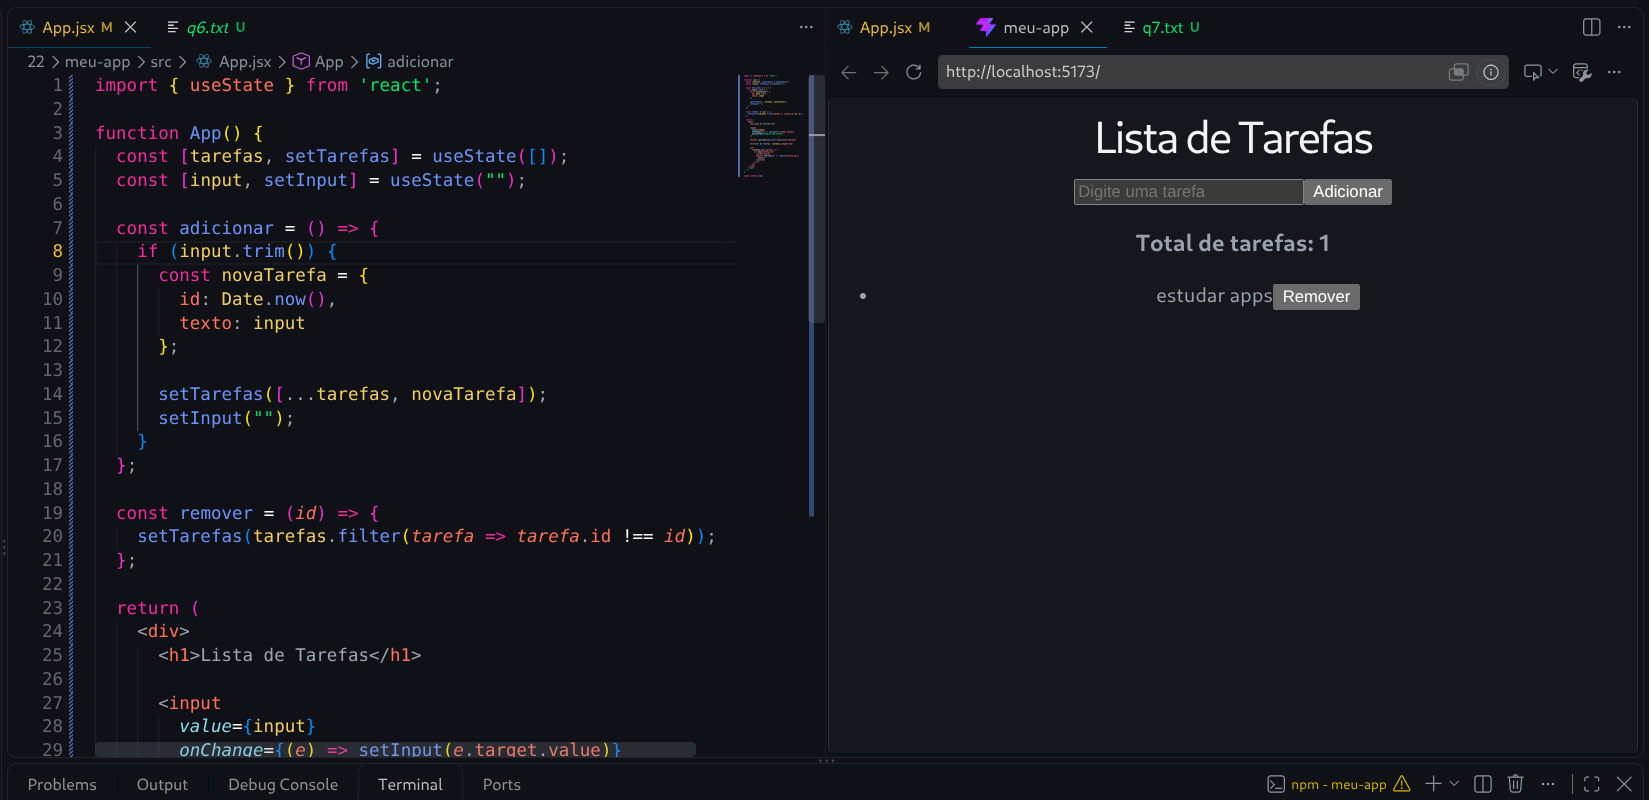 App.jsx M
q6.txt U
22 > meu-app > src > App.jsx > App > adicionar
1 import { useState } from 'react';
2
3 function App() {
4 const [tarefas, setTarefas] = useState([]);
5 const [input, setInput] = useState("");
6
7 const adicionar = () => {
8 if (input.trim()) {
9 const novaTarefa = {
10 id: Date.now(),
11 texto: input
12 };
13
14 setTarefas([...tarefas, novaTarefa]);
15 setInput("");
16 }
17 };
18
19 const remover = (id) => {
20 setTarefas(tarefas.filter(tarefa => tarefa.id !== id));
21 };
22
23 return (
24 <div>
25 <h1>Lista de Tarefas</h1>
26
27 <input
28 value={input}
29 onChange={(e) => setInput(e.target.value)}
App.jsx M
meu-app
q7.txt U
http://localhost:5173/
Lista de Tarefas
Digite uma tarefa Adicionar
Total de tarefas: 1
• estudar apps Remover
Problems Output Debug Console Terminal Ports
npm - meu-app